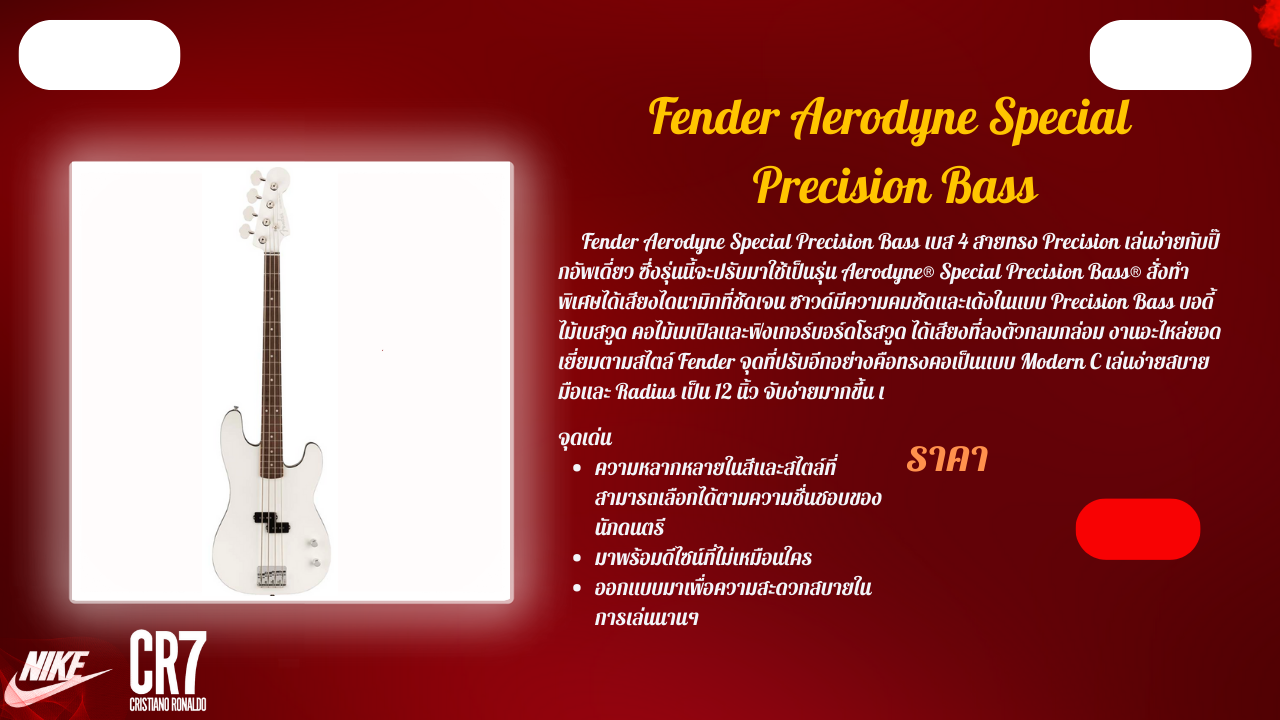 Fender Aerodyne Special
Precision Bass
Fender Aerodyne Special Precision Bass เบส 4 สายทรง Precision เล่นง่ายกับปิ๊
กอัพเดี่ยว ซึ่งรุ่นนี้จะปรับมาใช้เป็นรุ่น Aerodyne® Special Precision Bass® สั่งทำ
พิเศษได้เสียงไดนามิกที่ชัดเจน ซาวด์มีความคมชัดและเด้งในแบบ Precision Bass บอดี้
ไม้เบสวูด คอไม้เมเปิลและฟิงเกอร์บอร์ดโรสวูด ได้เสียงที่ลงตัวกลมกล่อม งานอะไหล่ยอด
เยี่ยมตามสไตล์ Fender จุดที่ปรับอีกอย่างคือทรงคอเป็นแบบ Modern C เล่นง่ายสบาย
มือและ Radius เป็น 12 นิ้ว จับง่ายมากขึ้น เ
จุดเด่น
• ความหลากหลายในสีและสไตล์ที่
สามารถเลือกได้ตามความชื่นชอบของ
นักดนตรี
• มาพร้อมดีไซน์ที่ไม่เหมือนใคร
• ออกแบบมาเพื่อความสะดวกสบายใน
การเล่นนานๆ
ราคา
NIKE
CR7
CRISTIANO RONALDO